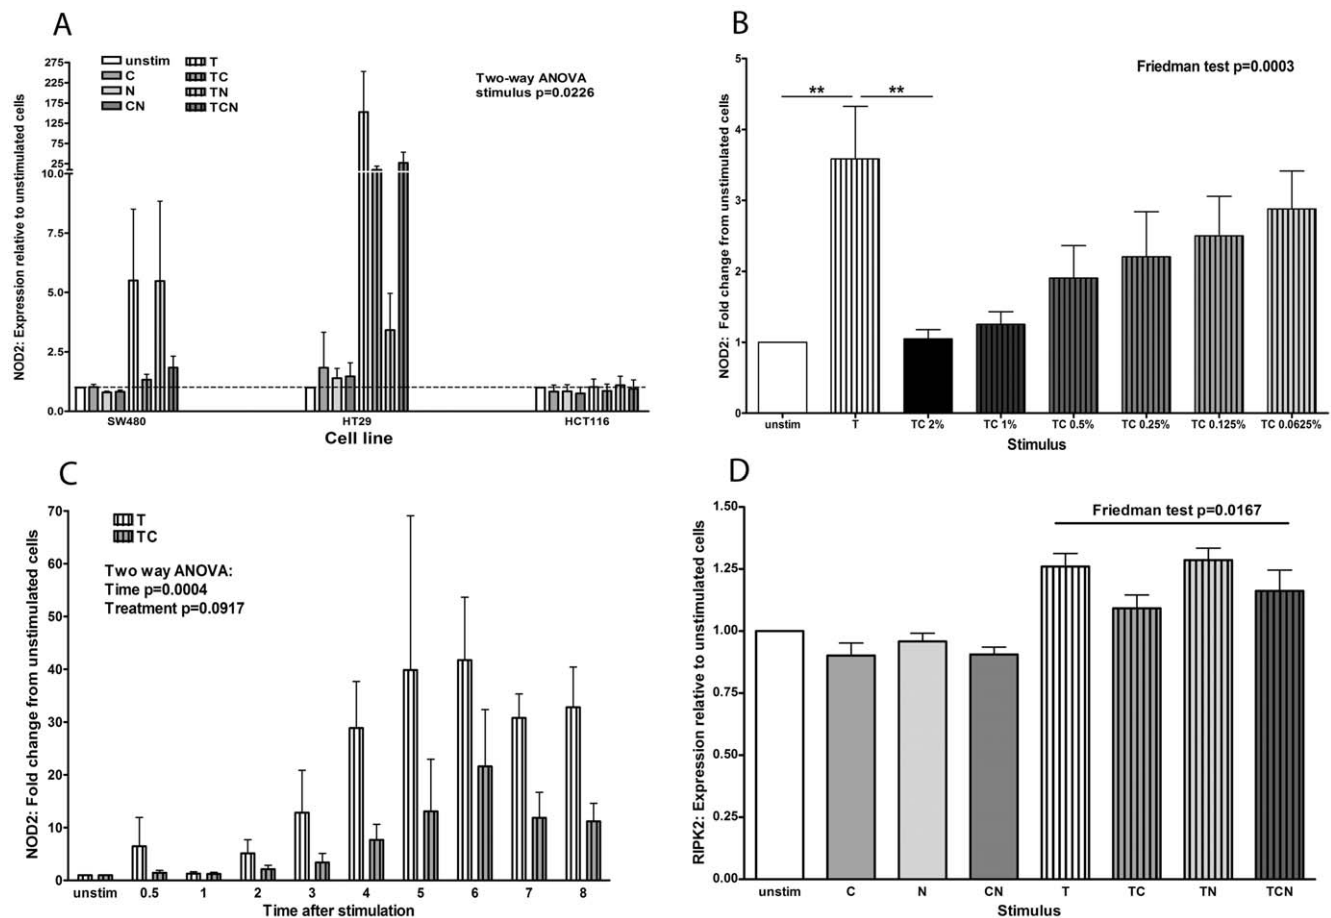 A
NOD2: Expression relative to unstimulated cells
275
225
175
125
75
25
10.0
7.5
5.0
2.5
0.0
unstim T
C TC
N TN
CN TCN
Two-way ANOVA
stimulus p=0.0226
SW480 HT29 HCT116
Cell line
B
NOD2: Fold change from unstimulated cells
5
4
3
2
1
0
Friedman test p=0.0003
** **
unstim T TC 2% TC 1% TC 0.5% TC 0.25% TC 0.125% TC 0.0625%
Stimulus
C
NOD2: Fold change from unstimulated cells
70
60
50
40
30
20
10
0
T
TC
Two way ANOVA:
Time p=0.0004
Treatment p=0.0917
unstim 0.5 1 2 3 4 5 6 7 8
Time after stimulation
D
RIPK2: Expression relative to unstimulated cells
1.50
1.25
1.00
0.75
0.50
0.25
0.00
Friedman test p=0.0167
unstim C N CN T TC TN TCN
Stimulus